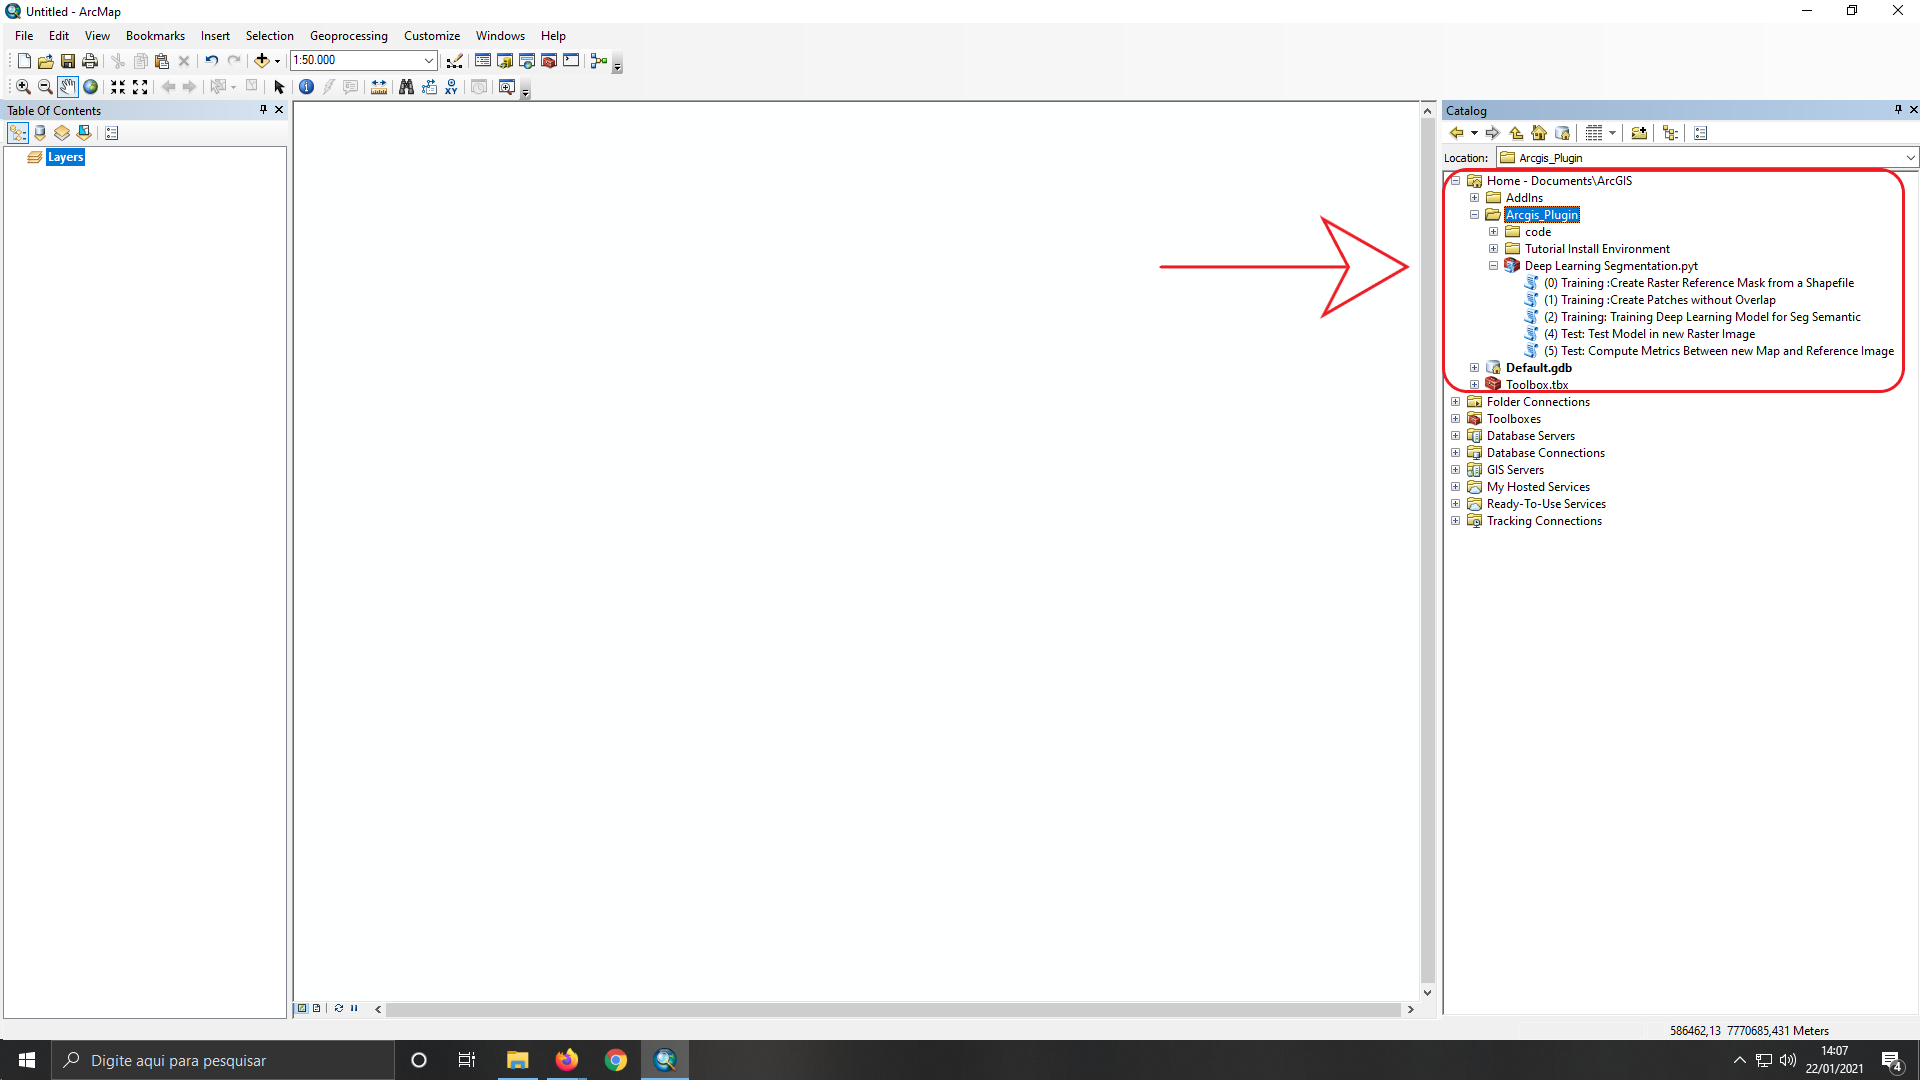 Untitled - ArcMap
File Edit View Bookmarks Insert Selection Geoprocessing Customize Windows Help
1:50.000
Table Of Contents
Layers
Catalog
Location: Arcgis_Plugin
Home - Documents\ArcGIS
AddIns
Arcgis_Plugin
code
Tutorial Install Environment
Deep Learning Segmentation.pyt
(0) Training :Create Raster Reference Mask from a Shapefile
(1) Training :Create Patches without Overlap
(2) Training: Training Deep Learning Model for Seg Semantic
(4) Test: Test Model in new Raster Image
(5) Test: Compute Metrics Between new Map and Reference Image
Default.gdb
Toolbox.tbx
Folder Connections
Toolboxes
Database Servers
Database Connections
GIS Servers
My Hosted Services
Ready-To-Use Services
Tracking Connections
586462,13 7770685,431 Meters
Digite aqui para pesquisar
14:07
22/01/2021
4